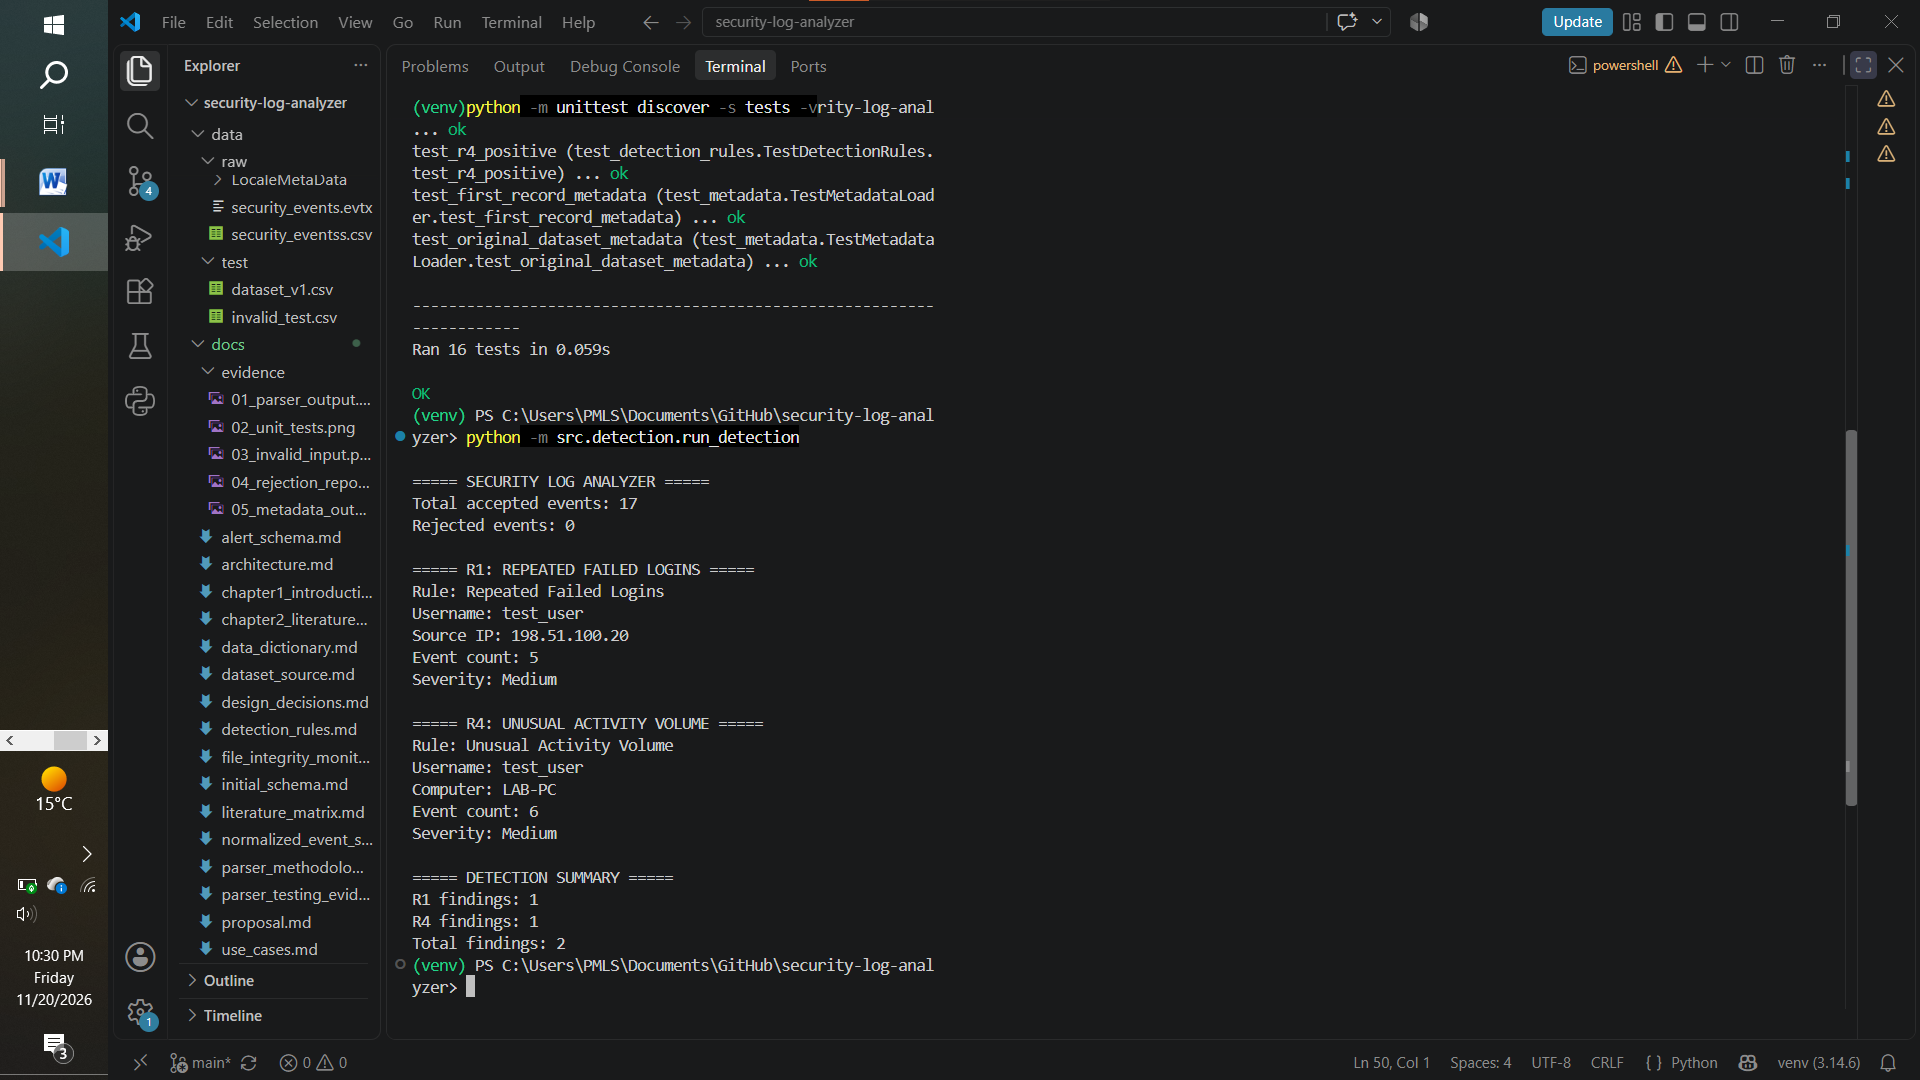 File Edit Selection View Go Run Terminal Help
security-log-analyzer
Update
Explorer
security-log-analyzer
data
raw
LocaleMetaData
security_events.evtx
security_eventss.csv
test
dataset_v1.csv
invalid_test.csv
docs
evidence
01_parser_output....
02_unit_tests.png
03_invalid_input.p...
04_rejection_repo...
05_metadata_out...
alert_schema.md
architecture.md
chapter1_introducti...
chapter2_literature...
data_dictionary.md
dataset_source.md
design_decisions.md
detection_rules.md
file_integrity_monit...
initial_schema.md
literature_matrix.md
normalized_event_s...
parser_methodolo...
parser_testing_evid...
proposal.md
use_cases.md
Outline
Timeline
Problems Output Debug Console Terminal Ports
powershell
(venv)python -m unittest discover -s tests -vrity-log-anal
... ok
test_r4_positive (test_detection_rules.TestDetectionRules.
test_r4_positive) ... ok
test_first_record_metadata (test_metadata.TestMetadataLoad
er.test_first_record_metadata) ... ok
test_original_dataset_metadata (test_metadata.TestMetadata
Loader.test_original_dataset_metadata) ... ok
----------------------------------------------------------
------------
Ran 16 tests in 0.059s
OK
(venv) PS C:\Users\PMLS\Documents\GitHub\security-log-anal
yzer> python -m src.detection.run_detection
===== SECURITY LOG ANALYZER =====
Total accepted events: 17
Rejected events: 0
===== R1: REPEATED FAILED LOGINS =====
Rule: Repeated Failed Logins
Username: test_user
Source IP: 198.51.100.20
Event count: 5
Severity: Medium
===== R4: UNUSUAL ACTIVITY VOLUME =====
Rule: Unusual Activity Volume
Username: test_user
Computer: LAB-PC
Event count: 6
Severity: Medium
===== DETECTION SUMMARY =====
R1 findings: 1
R4 findings: 1
Total findings: 2
(venv) PS C:\Users\PMLS\Documents\GitHub\security-log-anal
yzer>
4
1
15°C
10:30 PM
Friday
11/20/2026
3
main* 0 0
Ln 50, Col 1 Spaces: 4 UTF-8 CRLF { } Python venv (3.14.6)